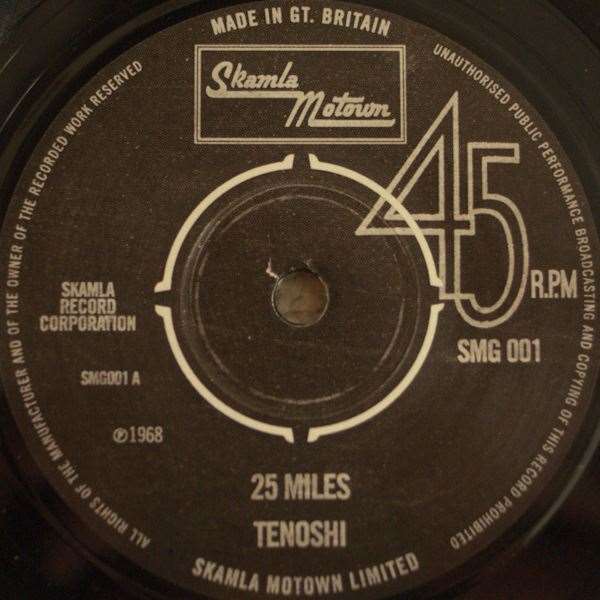 MADE IN GT. BRITAIN
UNAUTHORISED PUBLIC PERFORMANCE BROADCASTING AND COPYING OF THIS RECORD PROHIBITED
ALL RIGHTS OF THE MANUFACTURER AND OF THE OWNER OF THE RECORDED WORK RESERVED
Skamla
Motown
45
R.P.M
SKAMLA
RECORD
CORPORATION
SMG 001
SMG001 A
℗1968
25 MILES
TENOSHI
SKAMLA MOTOWN LIMITED